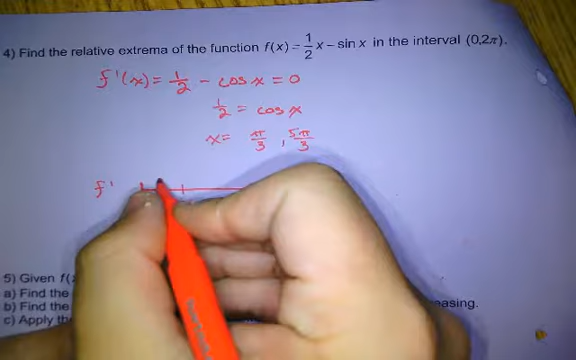 4) Find the relative extrema of the function f(x) = 1/2 x − sin x in the interval (0,2π).
f'(x) = 1/2 − cos x = 0
1/2 = cos x
x = π/3 , 5π/3
f'
5) Given f(
a) Find the
b) Find the easing.
c) Apply th